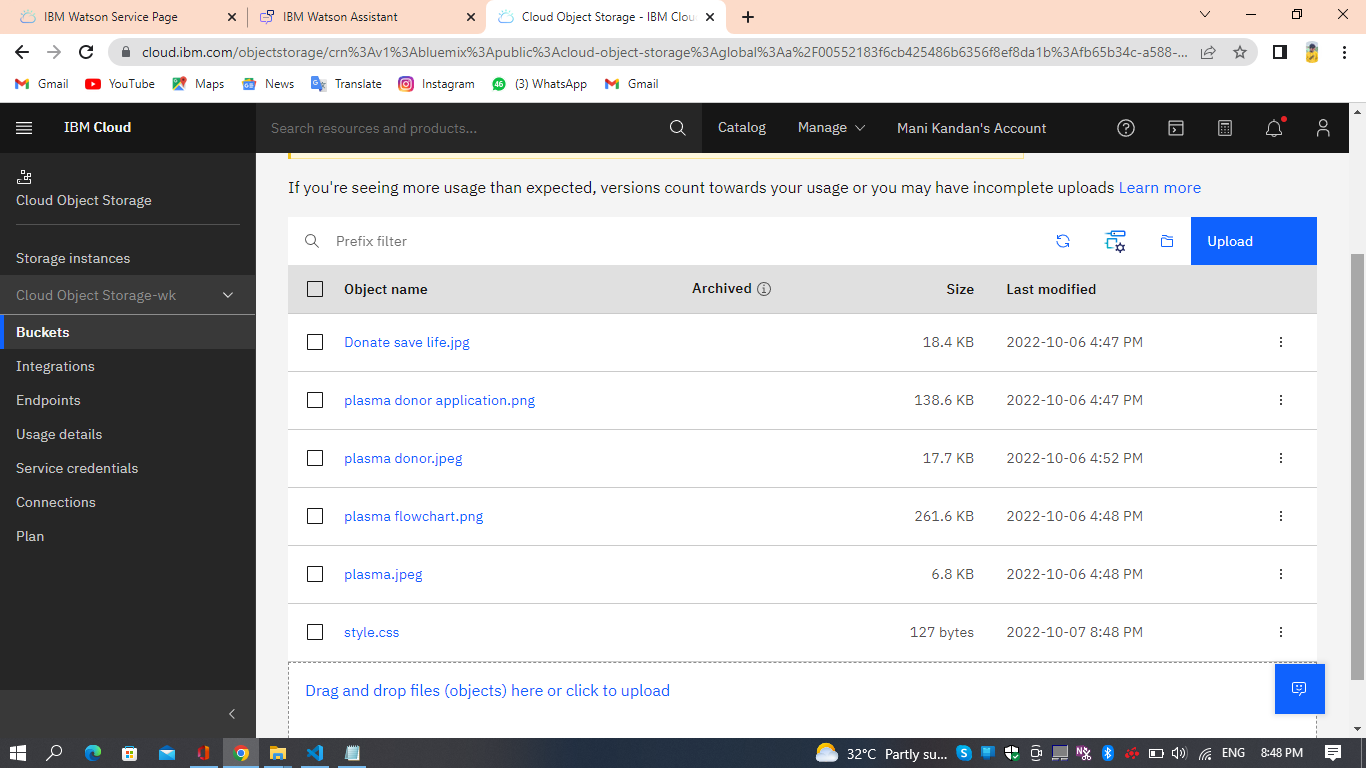 IBM Watson Service Page
IBM Watson Assistant
Cloud Object Storage - IBM Clou
cloud.ibm.com/objectstorage/crn%3Av1%3Abluemix%3Apublic%3Acloud-object-storage%3Aglobal%3Aa%2F00552183f6cb425486b6356f8ef8da1b%3Afb65b34c-a588-...
Gmail
YouTube
Maps
News
Translate
Instagram
(3) WhatsApp
Gmail
IBM Cloud
Search resources and products...
Catalog
Manage
Mani Kandan's Account
Cloud Object Storage
Storage instances
Cloud Object Storage-wk
Buckets
Integrations
Endpoints
Usage details
Service credentials
Connections
Plan
If you're seeing more usage than expected, versions count towards your usage or you may have incomplete uploads Learn more
Prefix filter
Upload
Object name Archived Size Last modified
Donate save life.jpg 18.4 KB 2022-10-06 4:47 PM
plasma donor application.png 138.6 KB 2022-10-06 4:47 PM
plasma donor.jpeg 17.7 KB 2022-10-06 4:52 PM
plasma flowchart.png 261.6 KB 2022-10-06 4:48 PM
plasma.jpeg 6.8 KB 2022-10-06 4:48 PM
style.css 127 bytes 2022-10-07 8:48 PM
Drag and drop files (objects) here or click to upload
32°C Partly su... ENG 8:48 PM